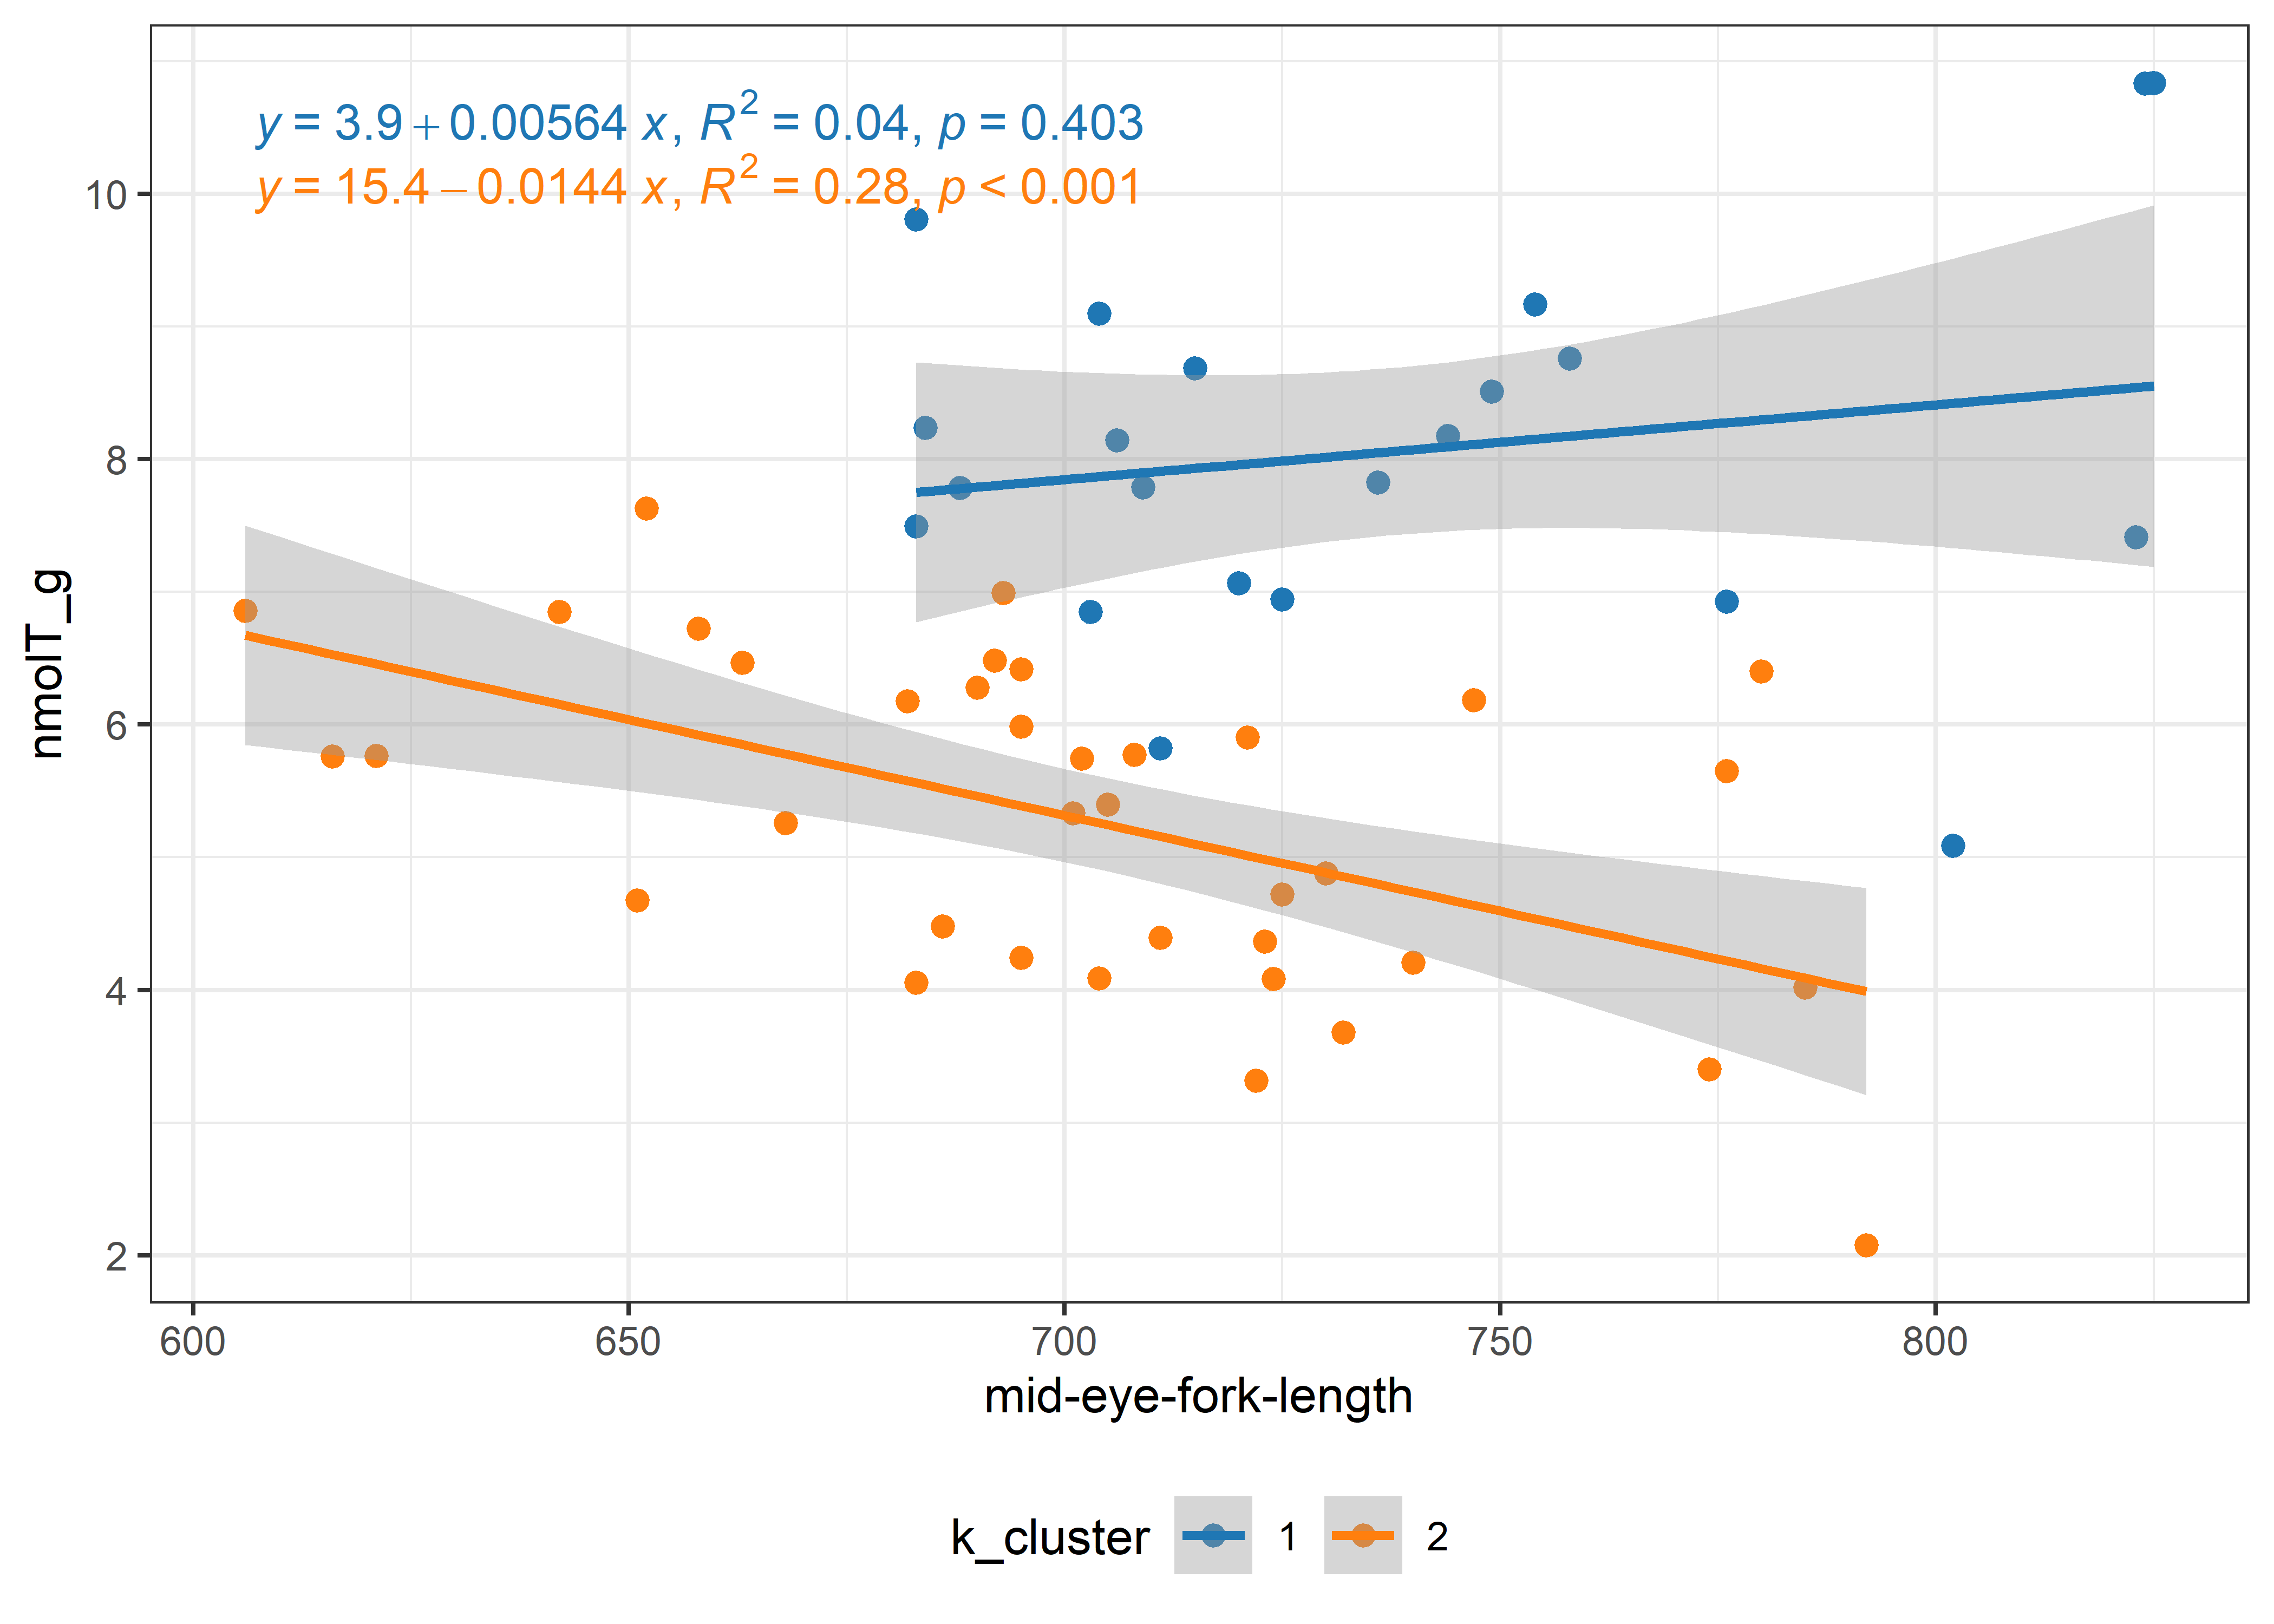 y = 3.9 + 0.00564 x, R² = 0.04, p = 0.403
y = 15.4 − 0.0144 x, R² = 0.28, p < 0.001
10
8
6
4
2
nmolT_g
600 650 700 750 800
mid-eye-fork-length
k_cluster 1 2